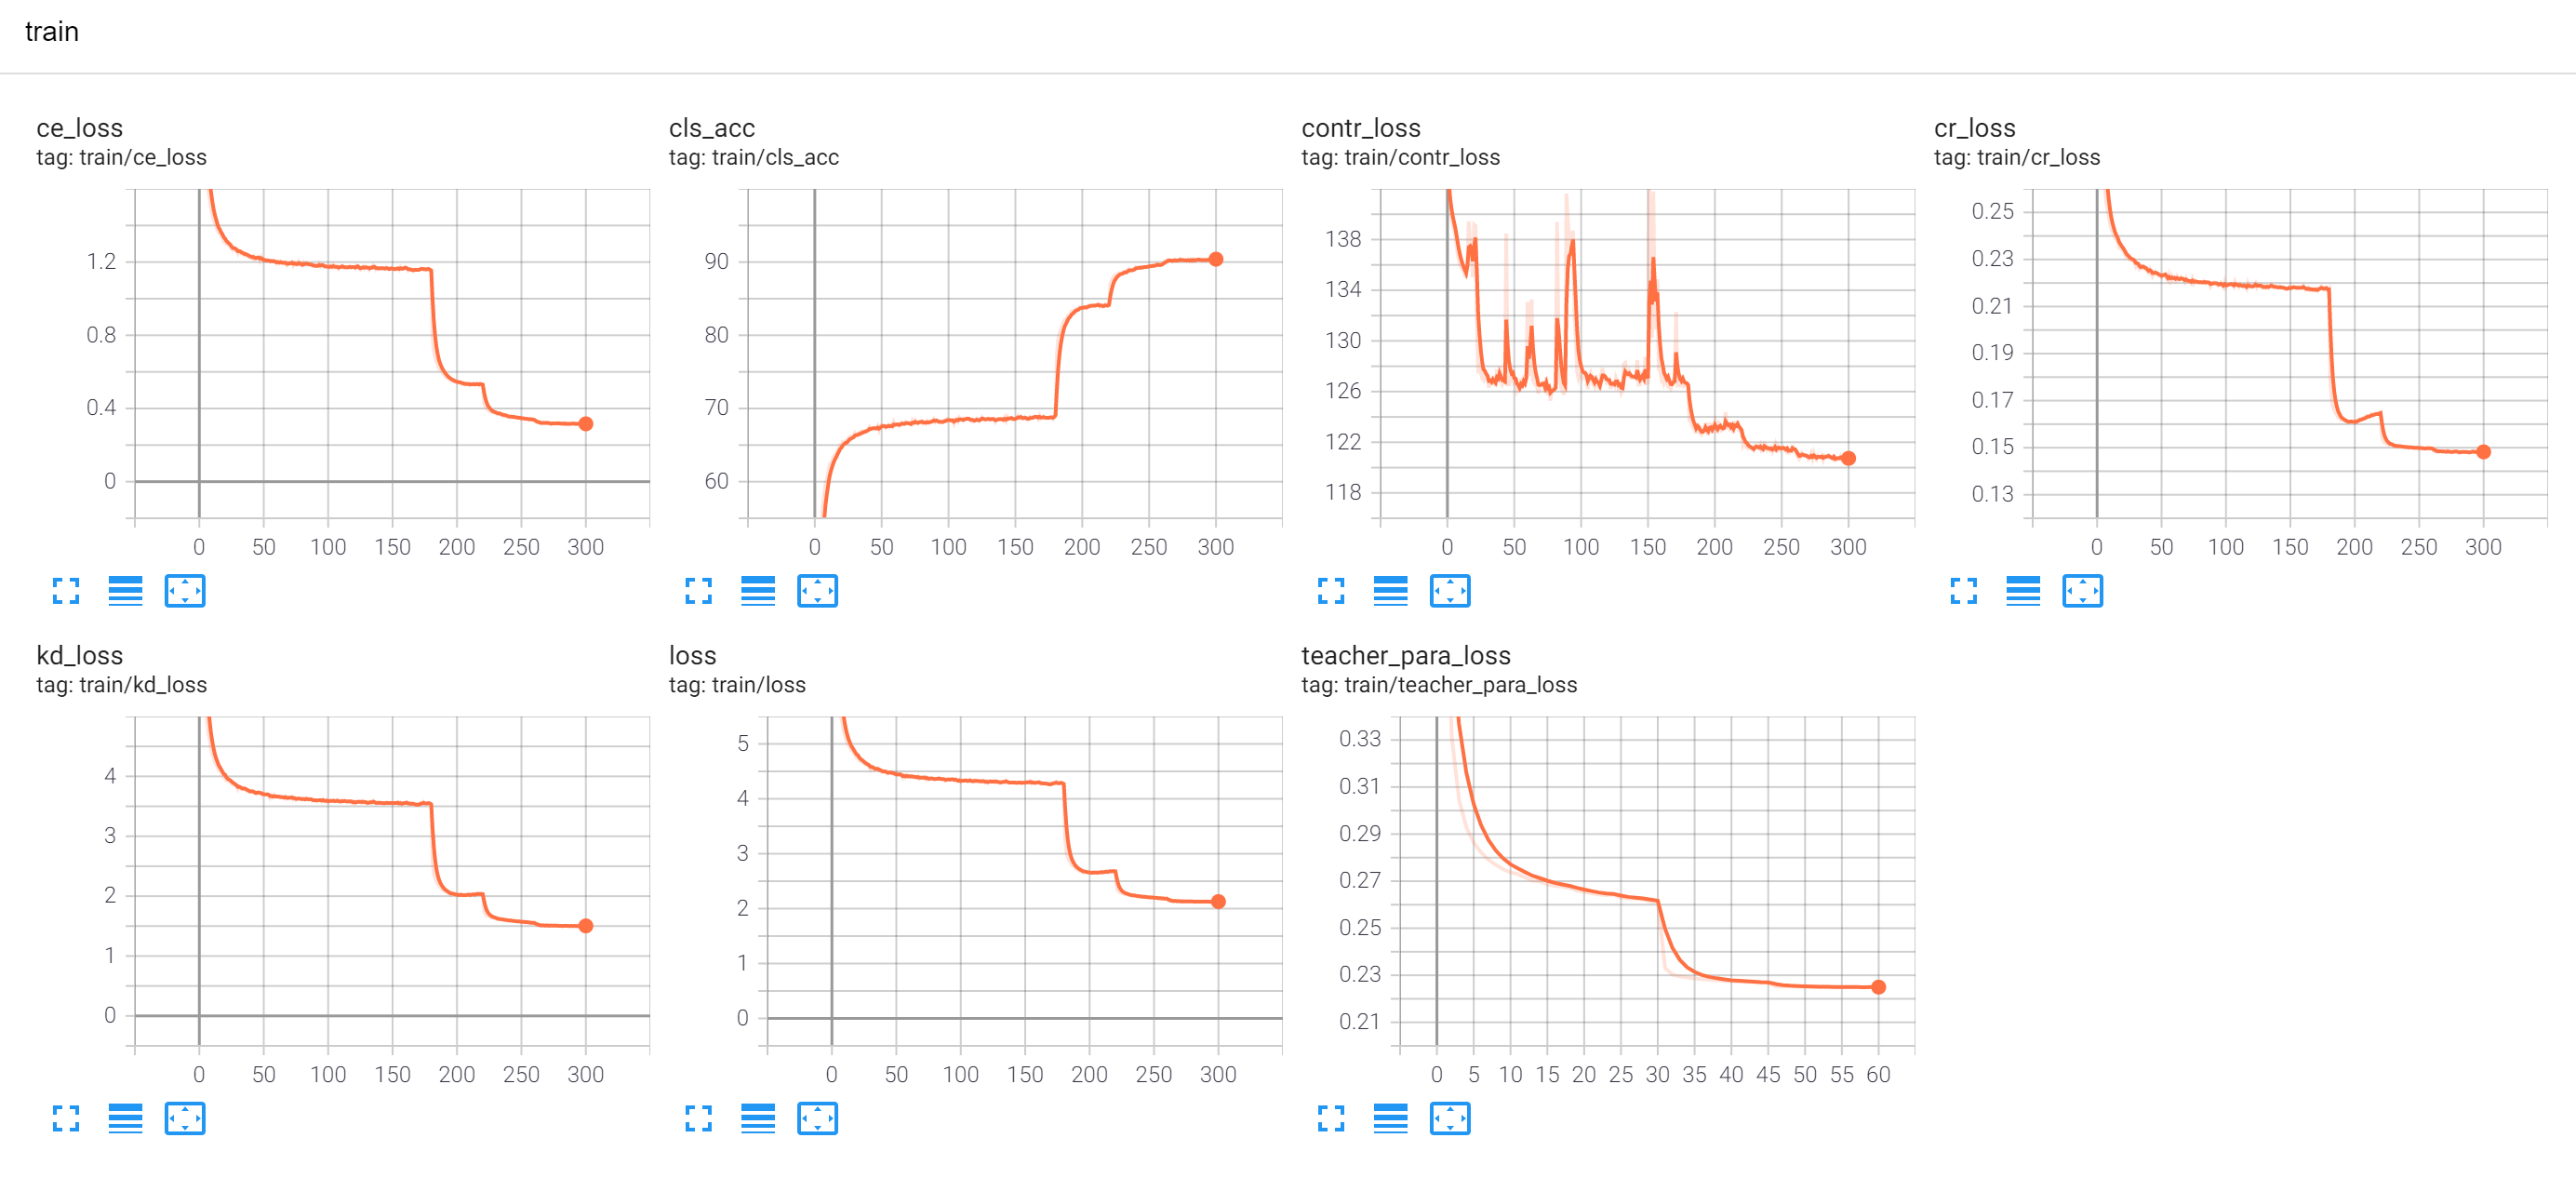 train
ce_loss
tag: train/ce_loss
1.2
0.8
0.4
0
0 50 100 150 200 250 300
cls_acc
tag: train/cls_acc
90
80
70
60
0 50 100 150 200 250 300
contr_loss
tag: train/contr_loss
138
134
130
126
122
118
0 50 100 150 200 250 300
cr_loss
tag: train/cr_loss
0.25
0.23
0.21
0.19
0.17
0.15
0.13
0 50 100 150 200 250 300
kd_loss
tag: train/kd_loss
4
3
2
1
0
0 50 100 150 200 250 300
loss
tag: train/loss
5
4
3
2
1
0
0 50 100 150 200 250 300
teacher_para_loss
tag: train/teacher_para_loss
0.33
0.31
0.29
0.27
0.25
0.23
0.21
0 5 10 15 20 25 30 35 40 45 50 55 60